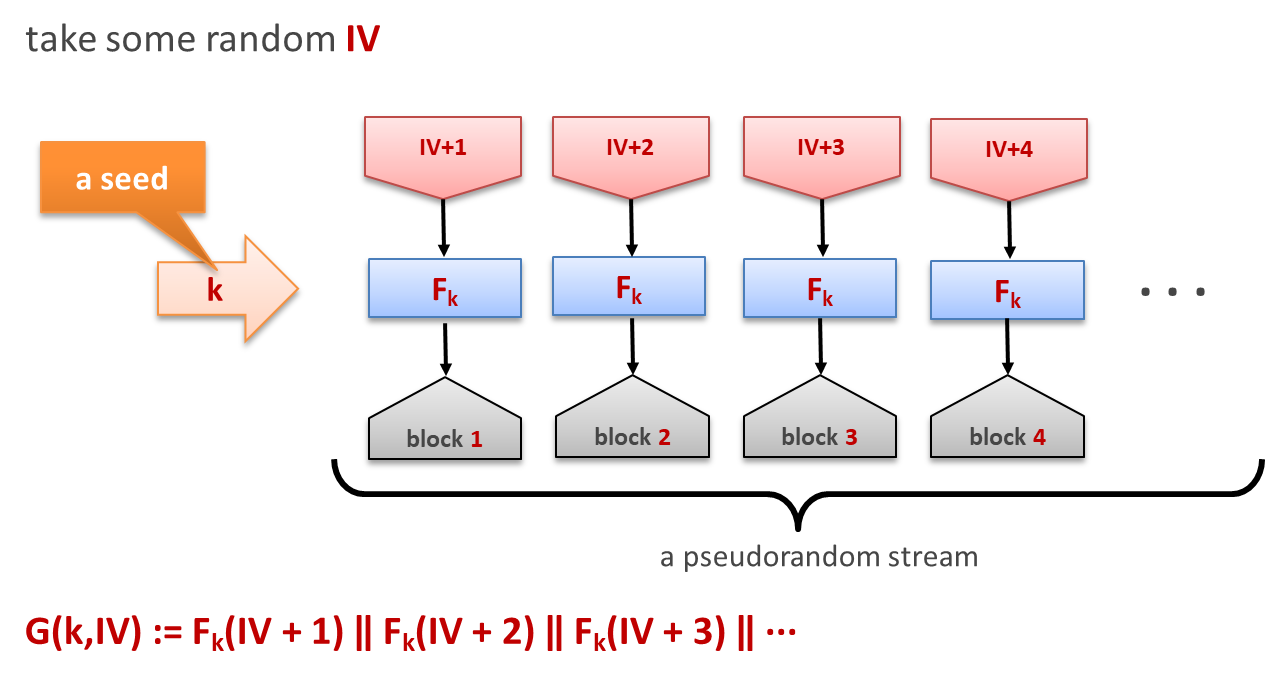 take some random IV
IV+1 IV+2 IV+3 IV+4
a seed
k
F_k F_k F_k F_k . . .
block 1 block 2 block 3 block 4
a pseudorandom stream
G(k,IV) := F_k(IV + 1) ǁ F_k(IV + 2) ǁ F_k(IV + 3) ǁ ⋯